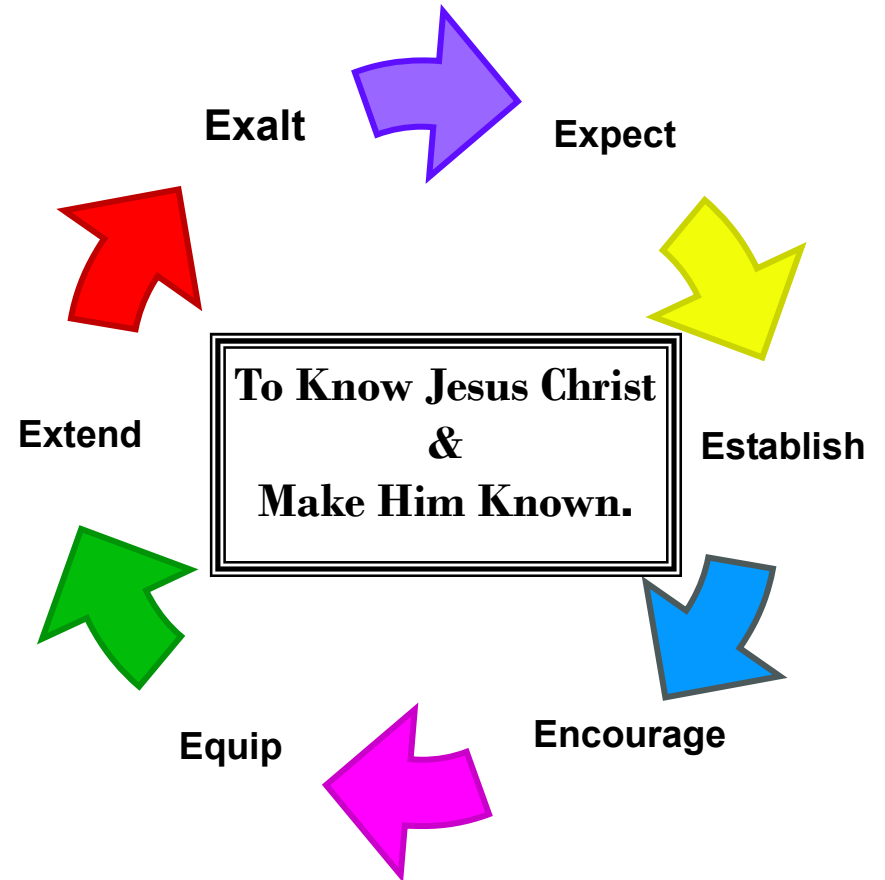 Exalt
Expect
To Know Jesus Christ
&
Make Him Known.
Extend
Establish
Equip
Encourage